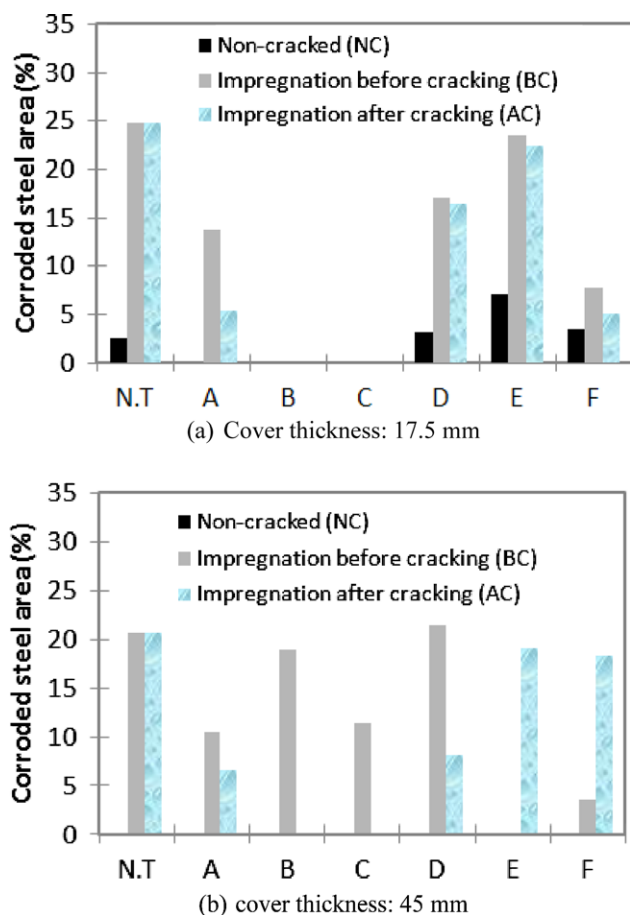 35
30
25
20
15
10
5
0
Corroded steel area (%)
Non-cracked (NC)
Impregnation before cracking (BC)
Impregnation after cracking (AC)
N.T A B C D E F
(a) Cover thickness: 17.5 mm
35
30
25
20
15
10
5
0
Corroded steel area (%)
Non-cracked (NC)
Impregnation before cracking (BC)
Impregnation after cracking (AC)
N.T A B C D E F
(b) cover thickness: 45 mm